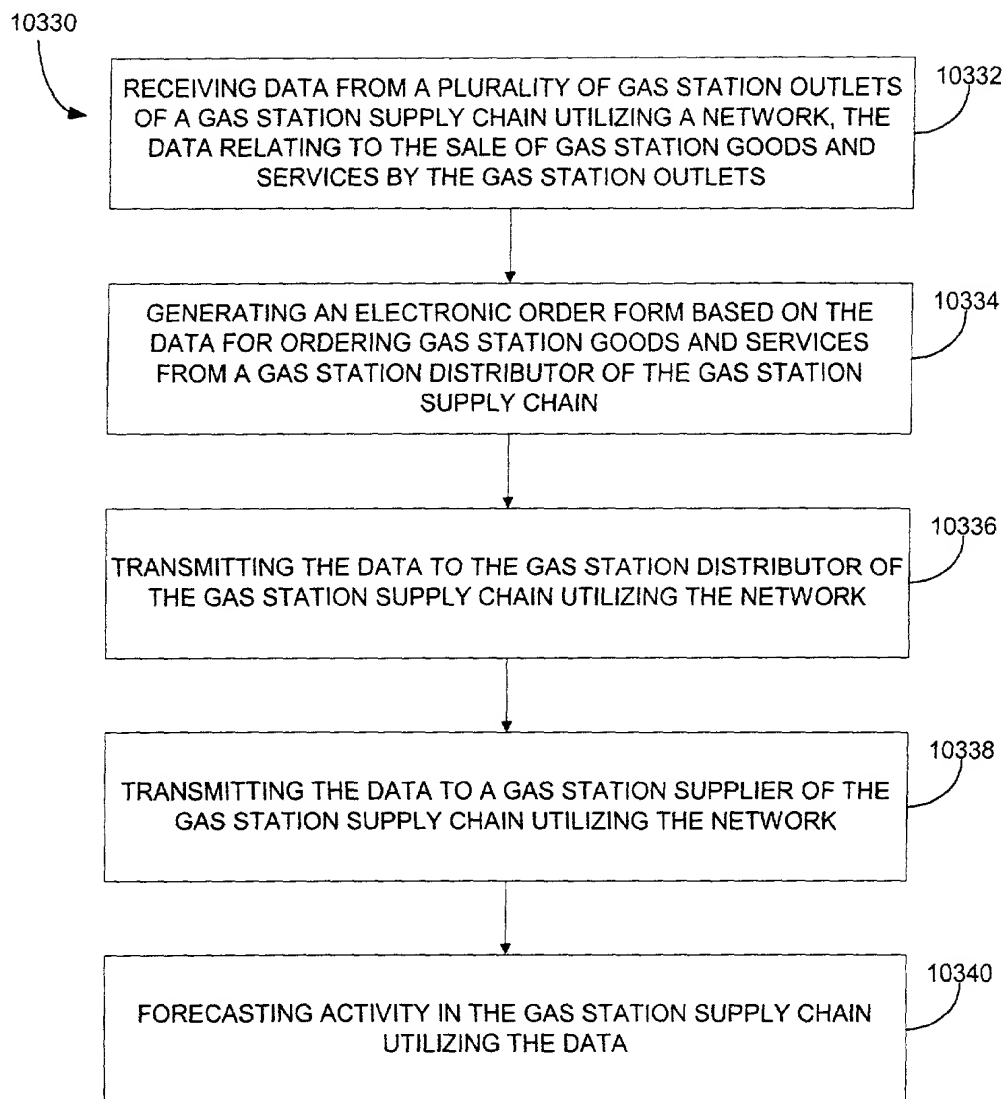 10330
RECEIVING DATA FROM A PLURALITY OF GAS STATION OUTLETS
OF A GAS STATION SUPPLY CHAIN UTILIZING A NETWORK, THE
DATA RELATING TO THE SALE OF GAS STATION GOODS AND
SERVICES BY THE GAS STATION OUTLETS
10332
GENERATING AN ELECTRONIC ORDER FORM BASED ON THE
DATA FOR ORDERING GAS STATION GOODS AND SERVICES
FROM A GAS STATION DISTRIBUTOR OF THE GAS STATION
SUPPLY CHAIN
10334
TRANSMITTING THE DATA TO THE GAS STATION DISTRIBUTOR OF
THE GAS STATION SUPPLY CHAIN UTILIZING THE NETWORK
10336
TRANSMITTING THE DATA TO A GAS STATION SUPPLIER OF THE
GAS STATION SUPPLY CHAIN UTILIZING THE NETWORK
10338
FORECASTING ACTIVITY IN THE GAS STATION SUPPLY CHAIN
UTILIZING THE DATA
10340